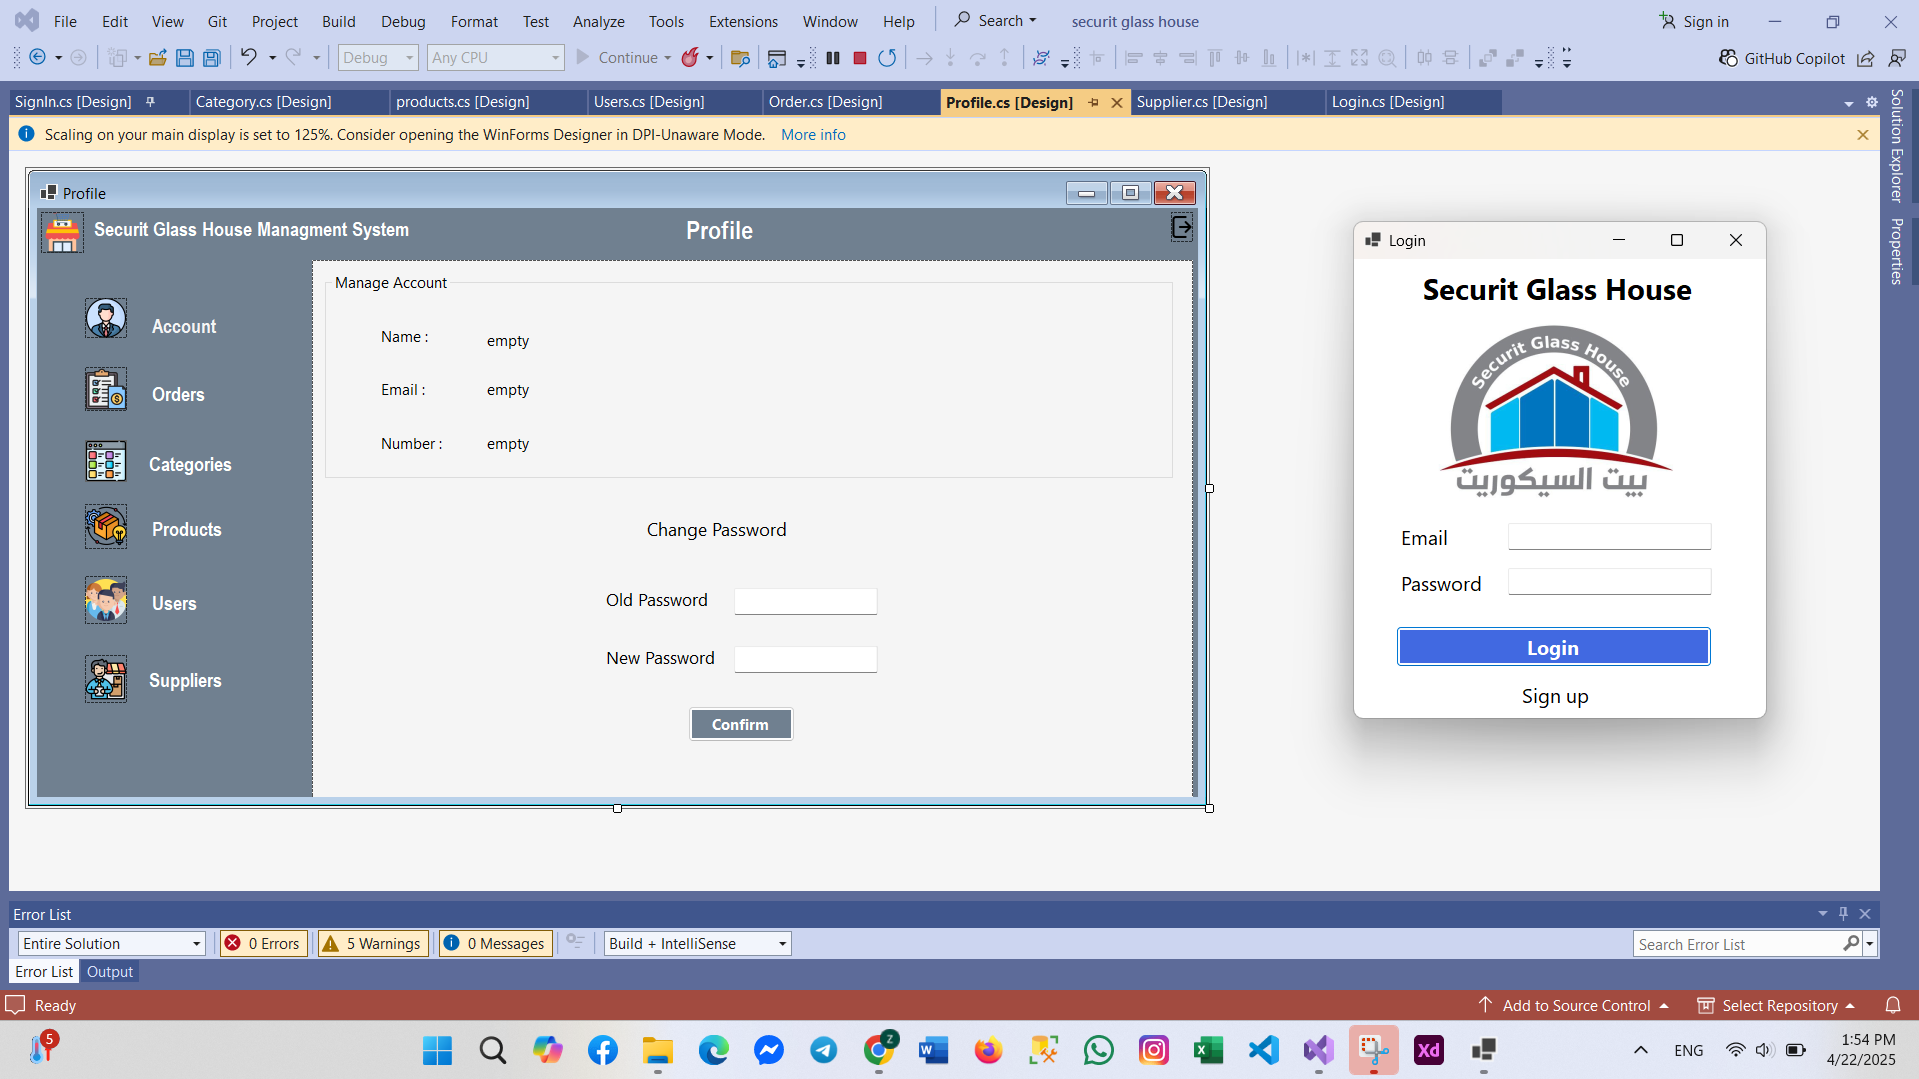 File Edit View Git Project Build Debug Format Test Analyze Tools Extensions Window Help Search securit glass house Sign in
Debug Any CPU Continue GitHub Copilot
SignIn.cs [Design] Category.cs [Design] products.cs [Design] Users.cs [Design] Order.cs [Design] Profile.cs [Design] Supplier.cs [Design] Login.cs [Design]
Scaling on your main display is set to 125%. Consider opening the WinForms Designer in DPI-Unaware Mode. More info
Solution Explorer
Properties
Profile
Securit Glass House Managment System
Profile
Account
Orders
Categories
Products
Users
Suppliers
Manage Account
Name : empty
Email : empty
Number : empty
Change Password
Old Password
New Password
Confirm
Login
Securit Glass House
Securit Glass House
بيت السيكوريت
Email
Password
Login
Sign up
Error List
Entire Solution 0 Errors 5 Warnings 0 Messages Build + IntelliSense Search Error List
Error List Output
Ready Add to Source Control Select Repository
5 Z W Xd ENG 1:54 PM
4/22/2025